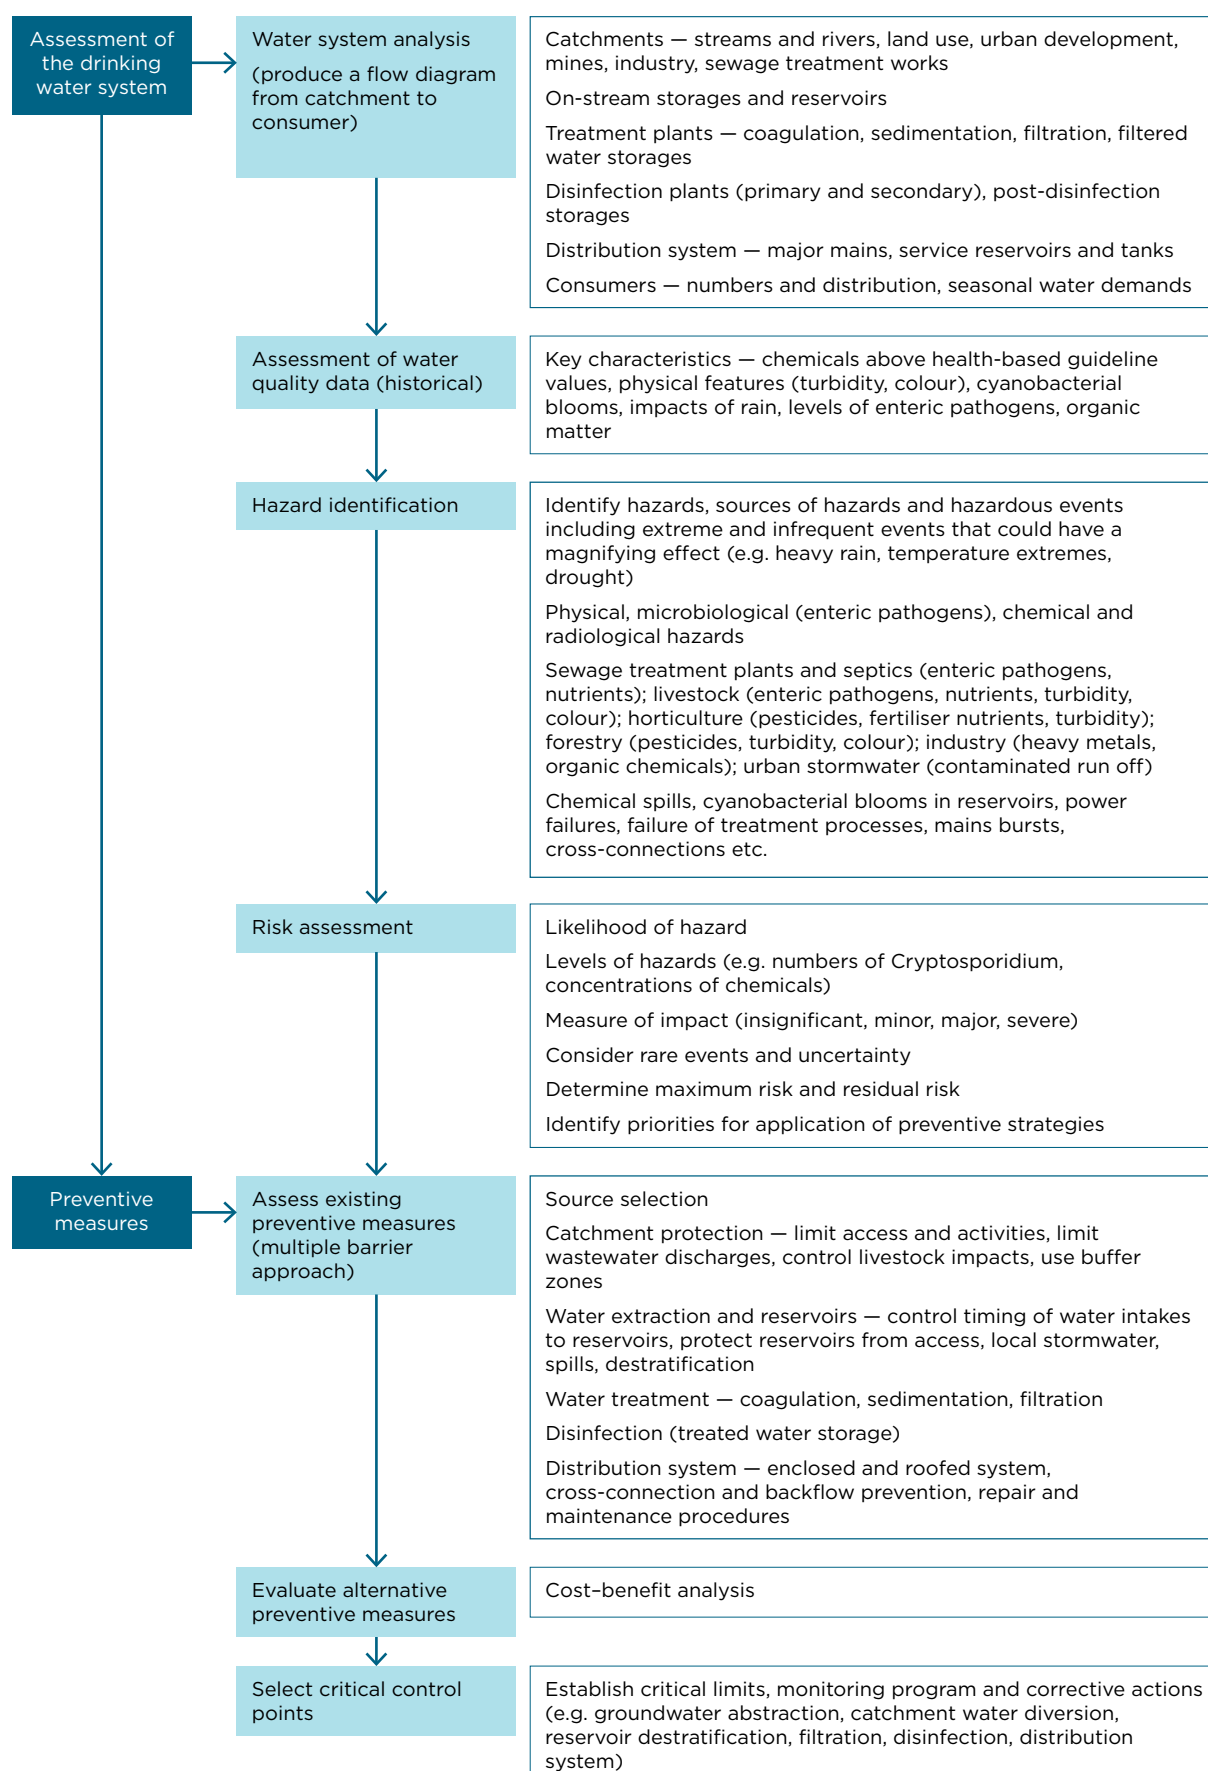 Assessment of
the drinking
water system
Water system analysis
(produce a flow diagram
from catchment to
consumer)
Catchments — streams and rivers, land use, urban development,
mines, industry, sewage treatment works
On-stream storages and reservoirs
Treatment plants — coagulation, sedimentation, filtration, filtered
water storages
Disinfection plants (primary and secondary), post-disinfection
storages
Distribution system — major mains, service reservoirs and tanks
Consumers — numbers and distribution, seasonal water demands
Assessment of water
quality data (historical)
Key characteristics — chemicals above health-based guideline
values, physical features (turbidity, colour), cyanobacterial
blooms, impacts of rain, levels of enteric pathogens, organic
matter
Hazard identification
Identify hazards, sources of hazards and hazardous events
including extreme and infrequent events that could have a
magnifying effect (e.g. heavy rain, temperature extremes,
drought)
Physical, microbiological (enteric pathogens), chemical and
radiological hazards
Sewage treatment plants and septics (enteric pathogens,
nutrients); livestock (enteric pathogens, nutrients, turbidity,
colour); horticulture (pesticides, fertiliser nutrients, turbidity);
forestry (pesticides, turbidity, colour); industry (heavy metals,
organic chemicals); urban stormwater (contaminated run off)
Chemical spills, cyanobacterial blooms in reservoirs, power
failures, failure of treatment processes, mains bursts,
cross-connections etc.
Risk assessment
Likelihood of hazard
Levels of hazards (e.g. numbers of Cryptosporidium,
concentrations of chemicals)
Measure of impact (insignificant, minor, major, severe)
Consider rare events and uncertainty
Determine maximum risk and residual risk
Identify priorities for application of preventive strategies
Preventive
measures
Assess existing
preventive measures
(multiple barrier
approach)
Source selection
Catchment protection — limit access and activities, limit
wastewater discharges, control livestock impacts, use buffer
zones
Water extraction and reservoirs — control timing of water intakes
to reservoirs, protect reservoirs from access, local stormwater,
spills, destratification
Water treatment — coagulation, sedimentation, filtration
Disinfection (treated water storage)
Distribution system — enclosed and roofed system,
cross-connection and backflow prevention, repair and
maintenance procedures
Evaluate alternative
preventive measures
Cost–benefit analysis
Select critical control
points
Establish critical limits, monitoring program and corrective actions
(e.g. groundwater abstraction, catchment water diversion,
reservoir destratification, filtration, disinfection, distribution
system)